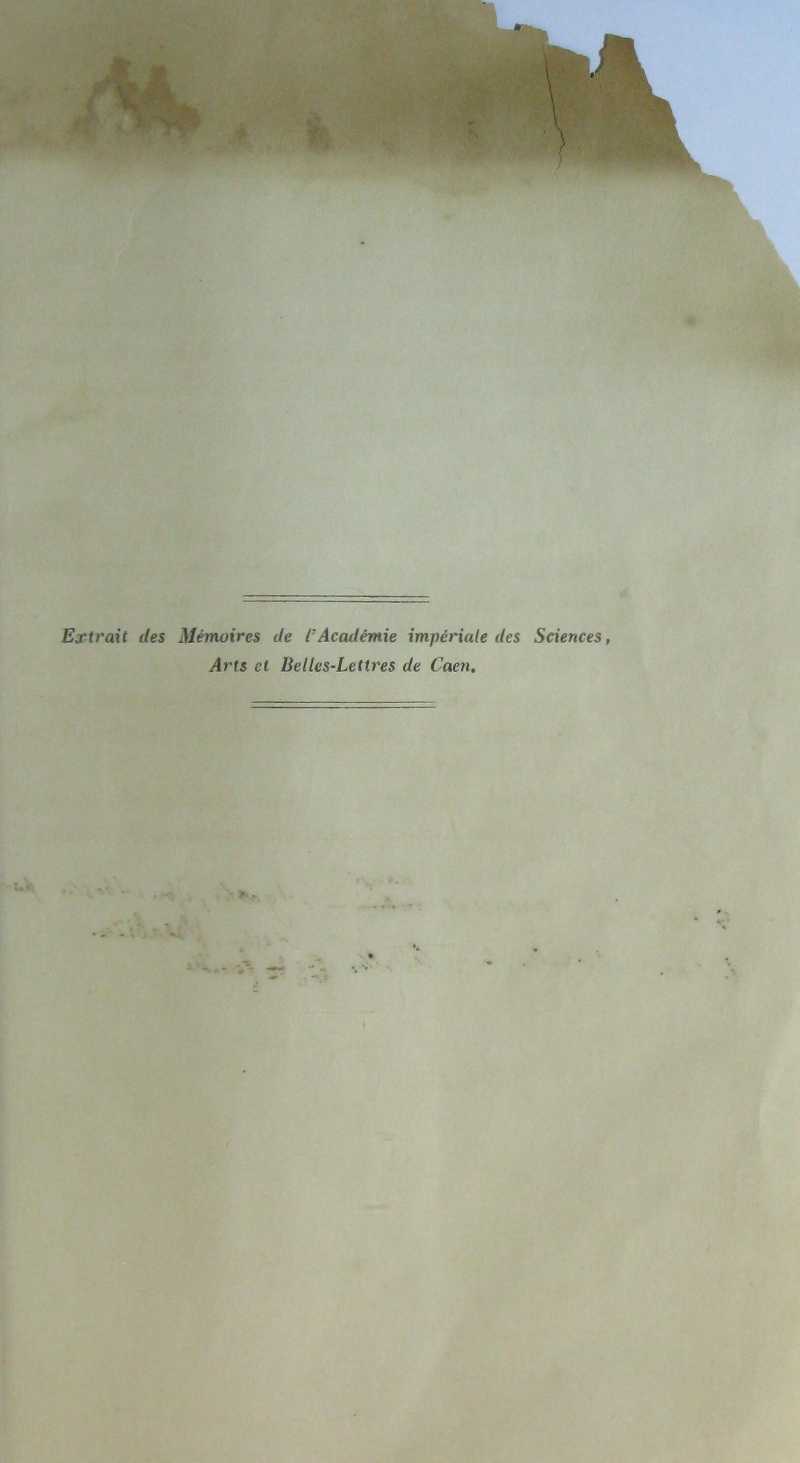 Extrait des Mémoires de l'Académie impériale des Sciences,
Arts et Belles-Lettres de Caen.